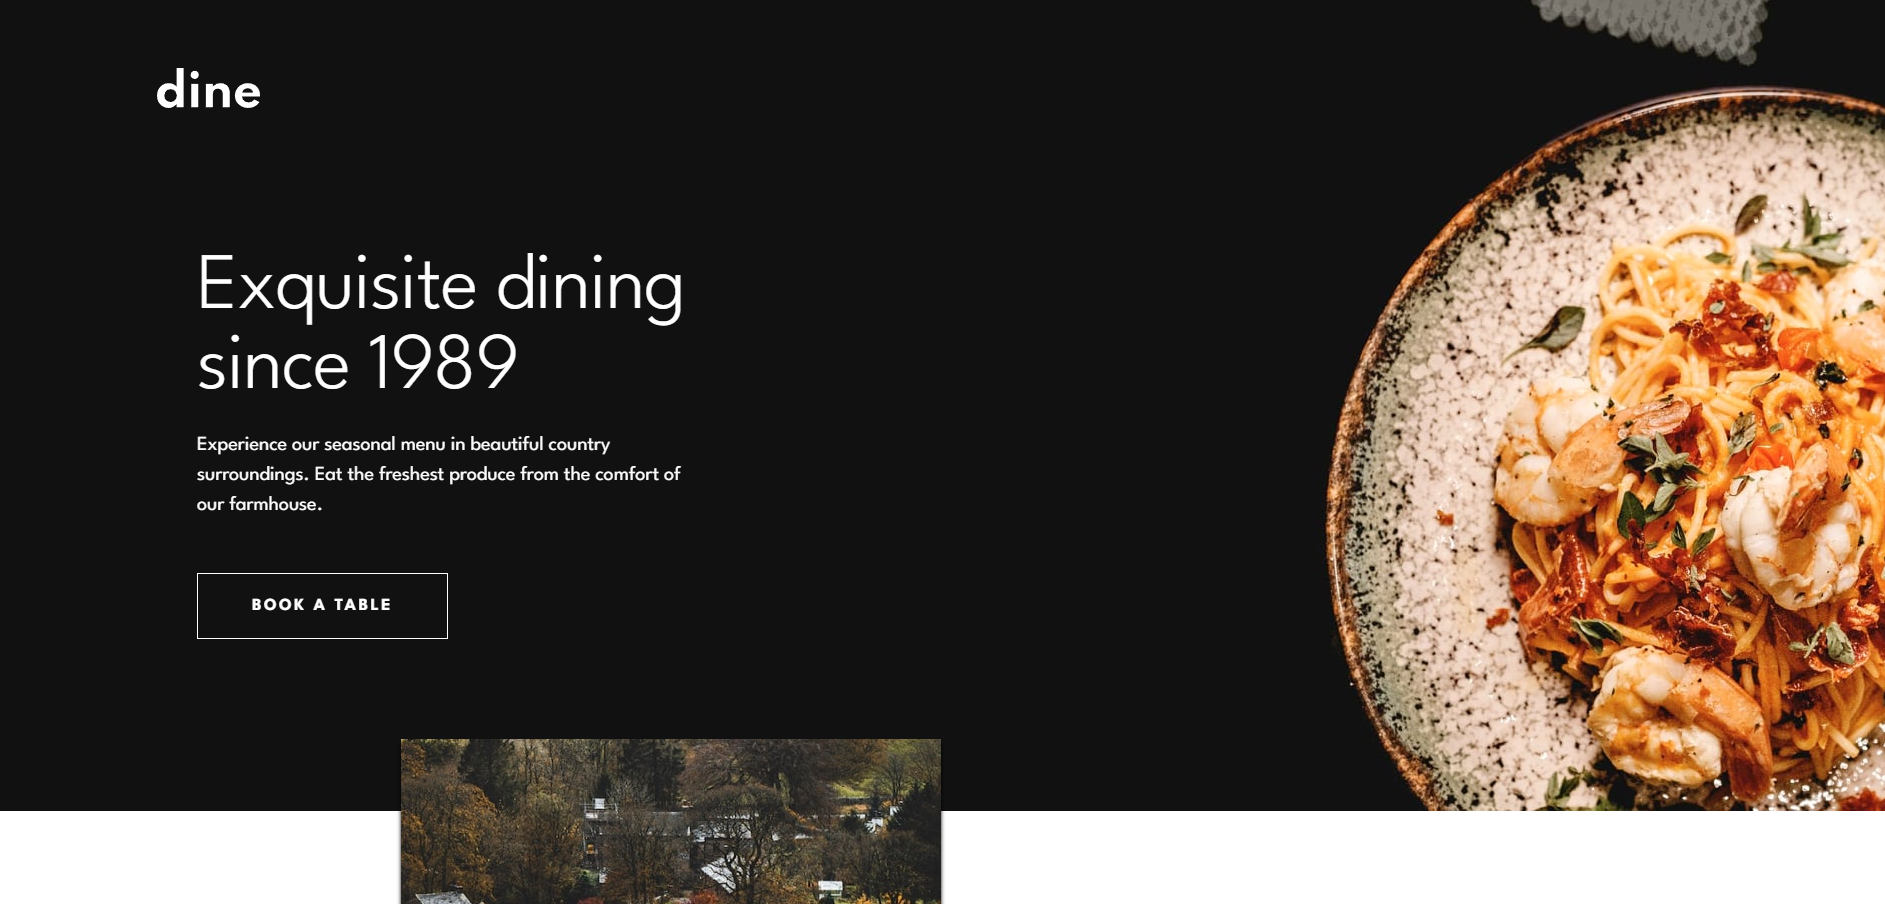 dine
Exquisite dining
since 1989
Experience our seasonal menu in beautiful country
surroundings. Eat the freshest produce from the comfort of
our farmhouse.
BOOK A TABLE